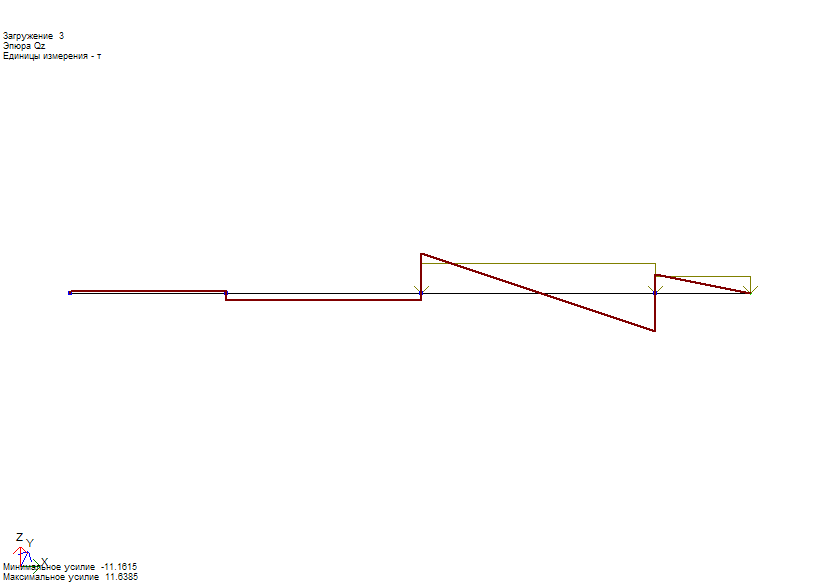 Загружение 3
Эпюра Qz
Единицы измерения - т
Z
Y
X
Минимальное усилие -11.1615
Максимальное усилие 11.6385